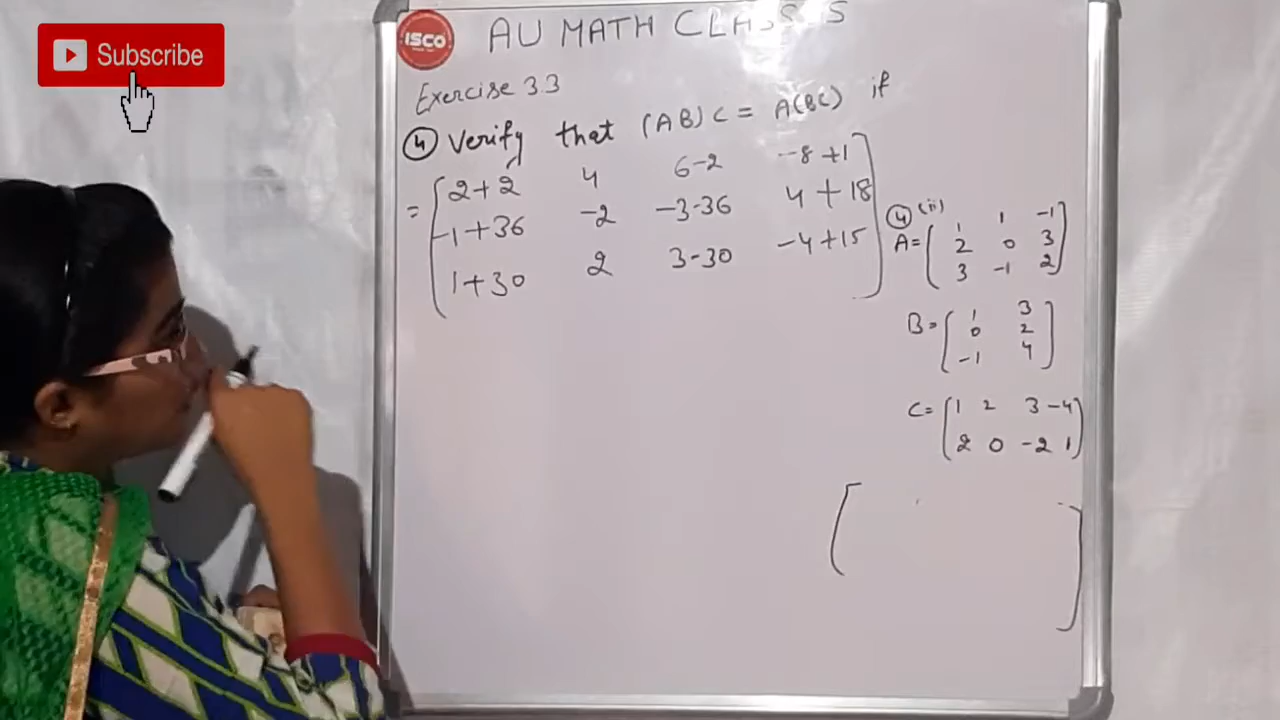 Subscribe
ISCO
AU MATH CLASSES
Exercise 3.3
④ Verify that (AB)C = A(BC) if
= [ 2+2 4 6-2 -8+1
-1+36 -2 -3-36 4+18
1+30 2 3-30 -4+15 ]
④ (ii)
A = [ 1 1 -1
2 0 3
3 -1 2 ]
B = [ 1 3
0 2
-1 4 ]
C = [ 1 2 3 -4
2 0 -2 1 ]
[ ]